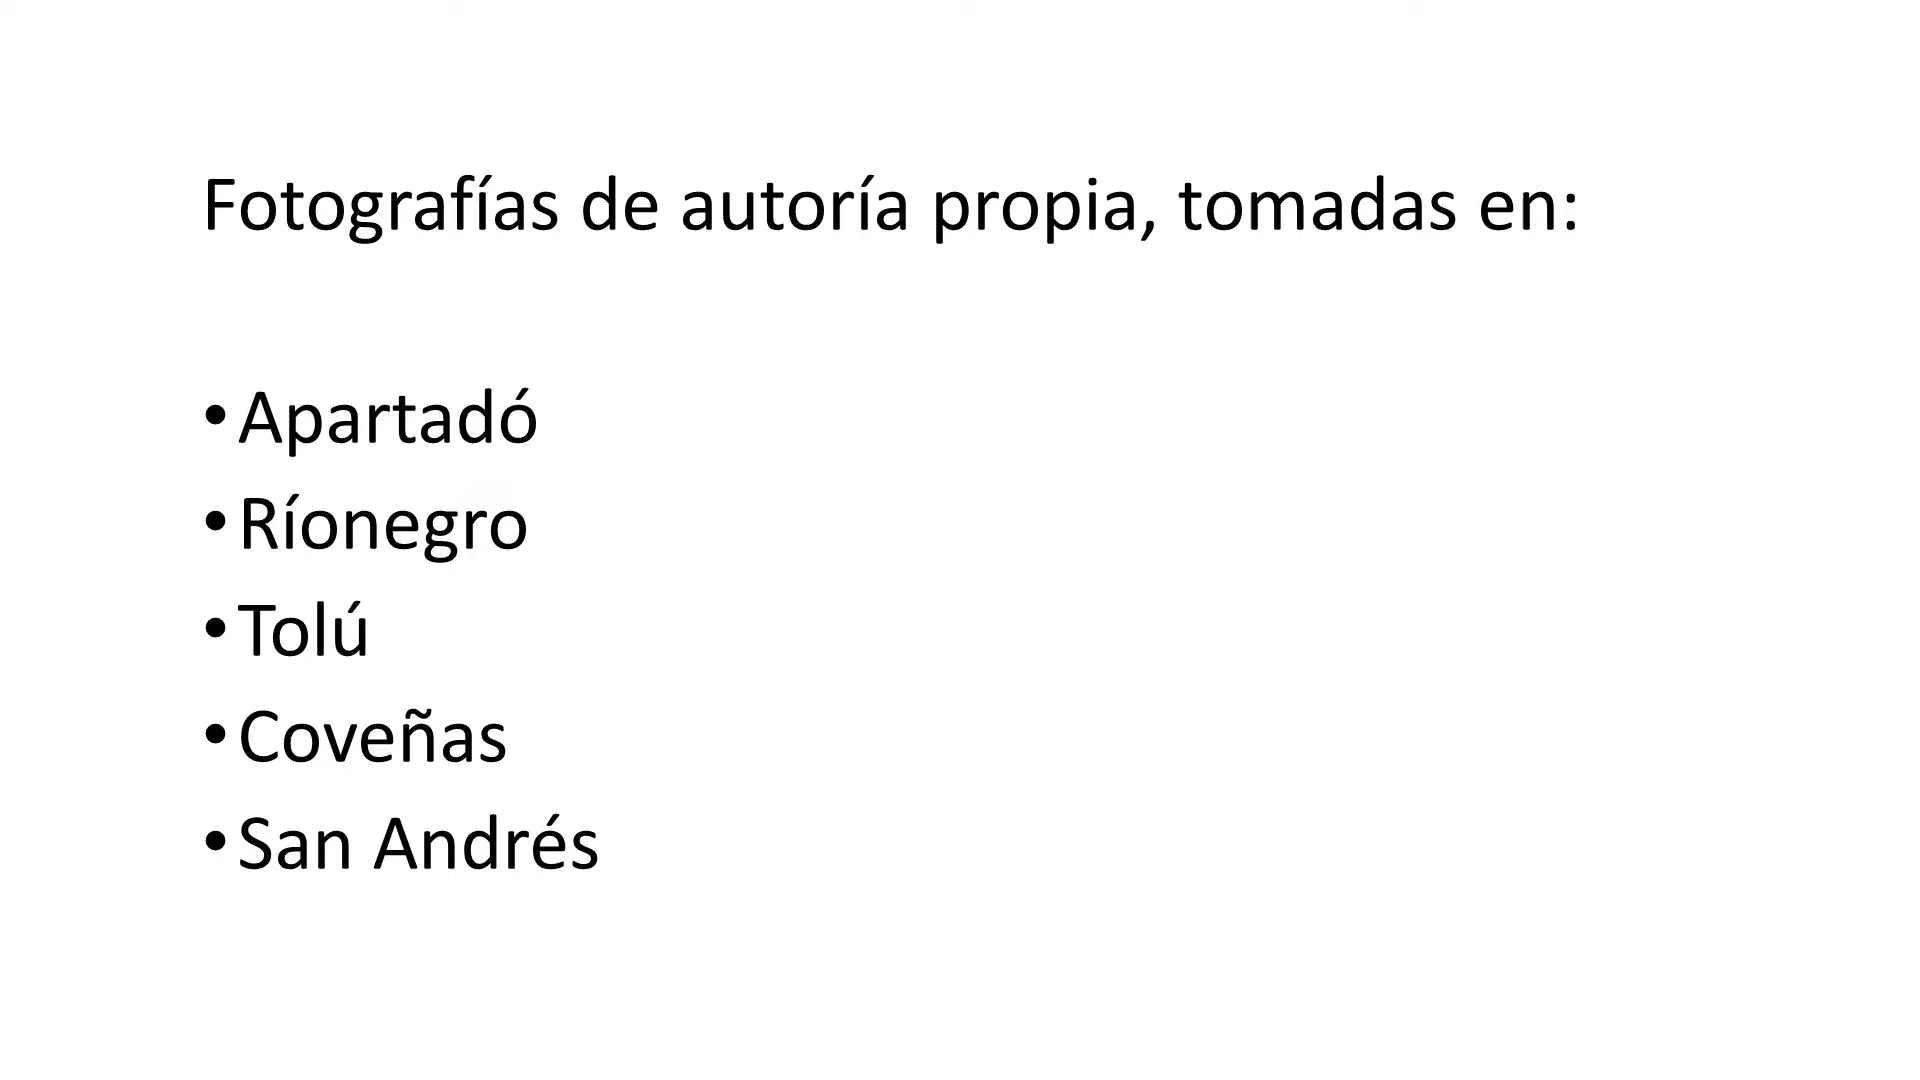 Fotografías de autoría propia, tomadas en:
• Apartadó
• Ríonegro
• Tolú
• Coveñas
• San Andrés